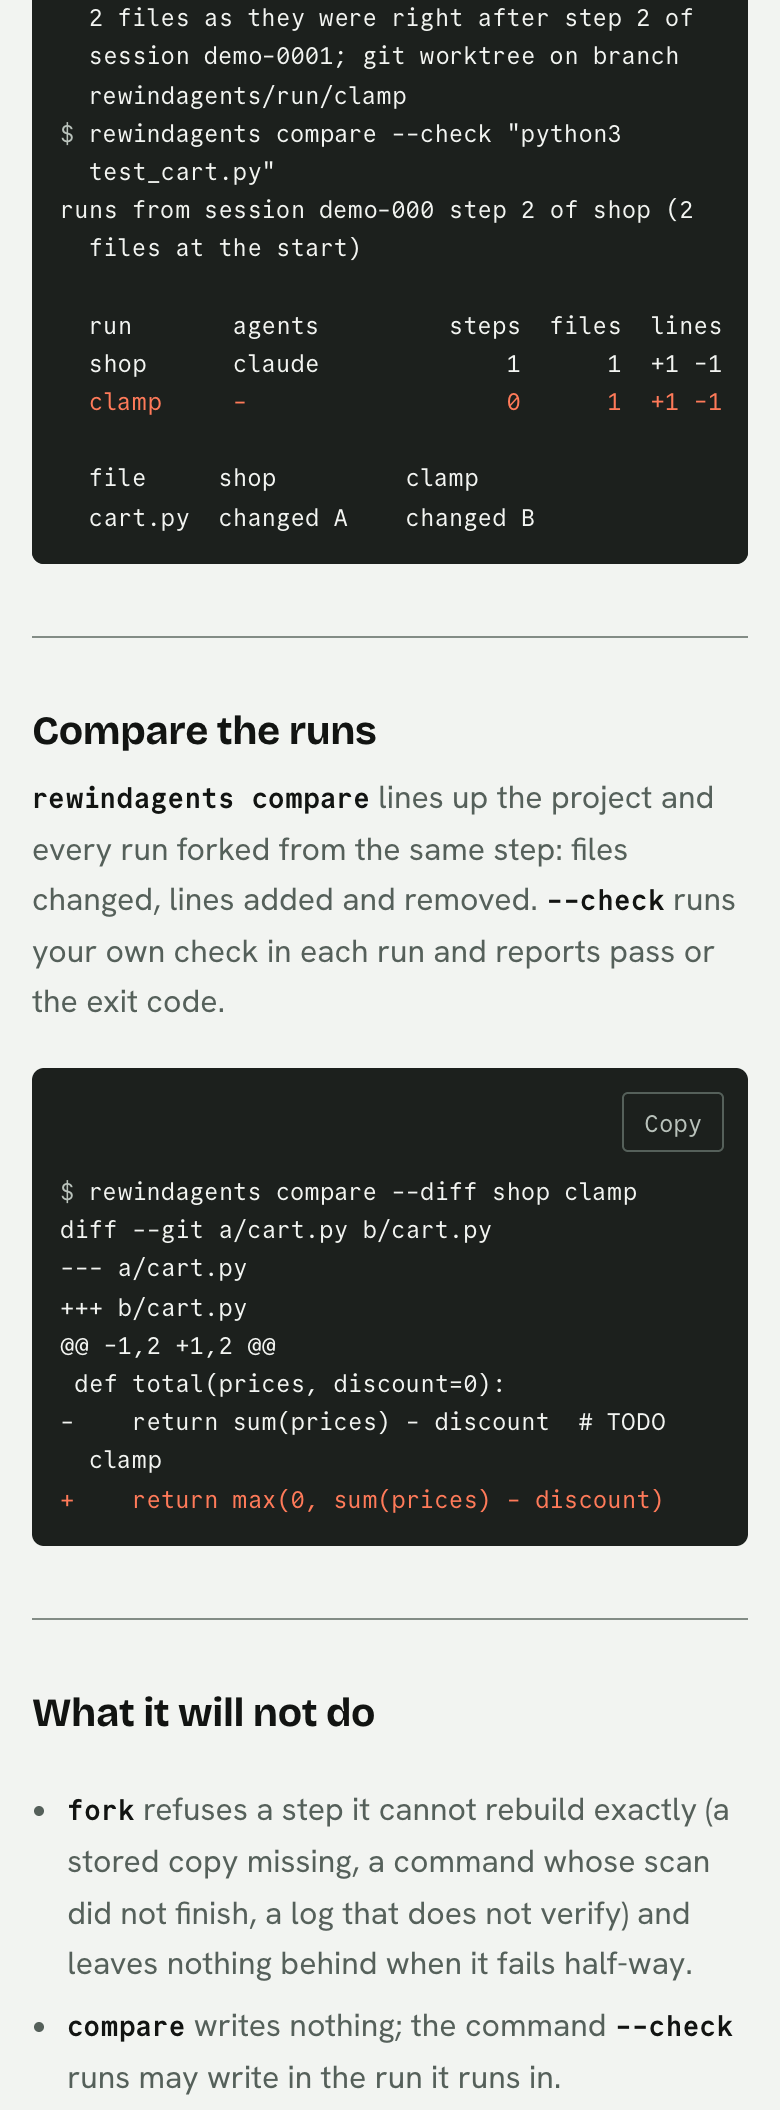 2 files as they were right after step 2 of
session demo-0001; git worktree on branch
rewindagents/run/clamp
$ rewindagents compare --check "python3
test_cart.py"
runs from session demo-000 step 2 of shop (2
files at the start)
run agents steps files lines
shop claude 1 1 +1 -1
clamp - 0 1 +1 -1
file shop clamp
cart.py changed A changed B
Compare the runs
rewindagents compare lines up the project and
every run forked from the same step: files
changed, lines added and removed. --check runs
your own check in each run and reports pass or
the exit code.
Copy
$ rewindagents compare --diff shop clamp
diff --git a/cart.py b/cart.py
--- a/cart.py
+++ b/cart.py
@@ -1,2 +1,2 @@
def total(prices, discount=0):
-    return sum(prices) - discount  # TODO
clamp
+    return max(0, sum(prices) - discount)
What it will not do
• fork refuses a step it cannot rebuild exactly (a
stored copy missing, a command whose scan
did not finish, a log that does not verify) and
leaves nothing behind when it fails half-way.
• compare writes nothing; the command --check
runs may write in the run it runs in.